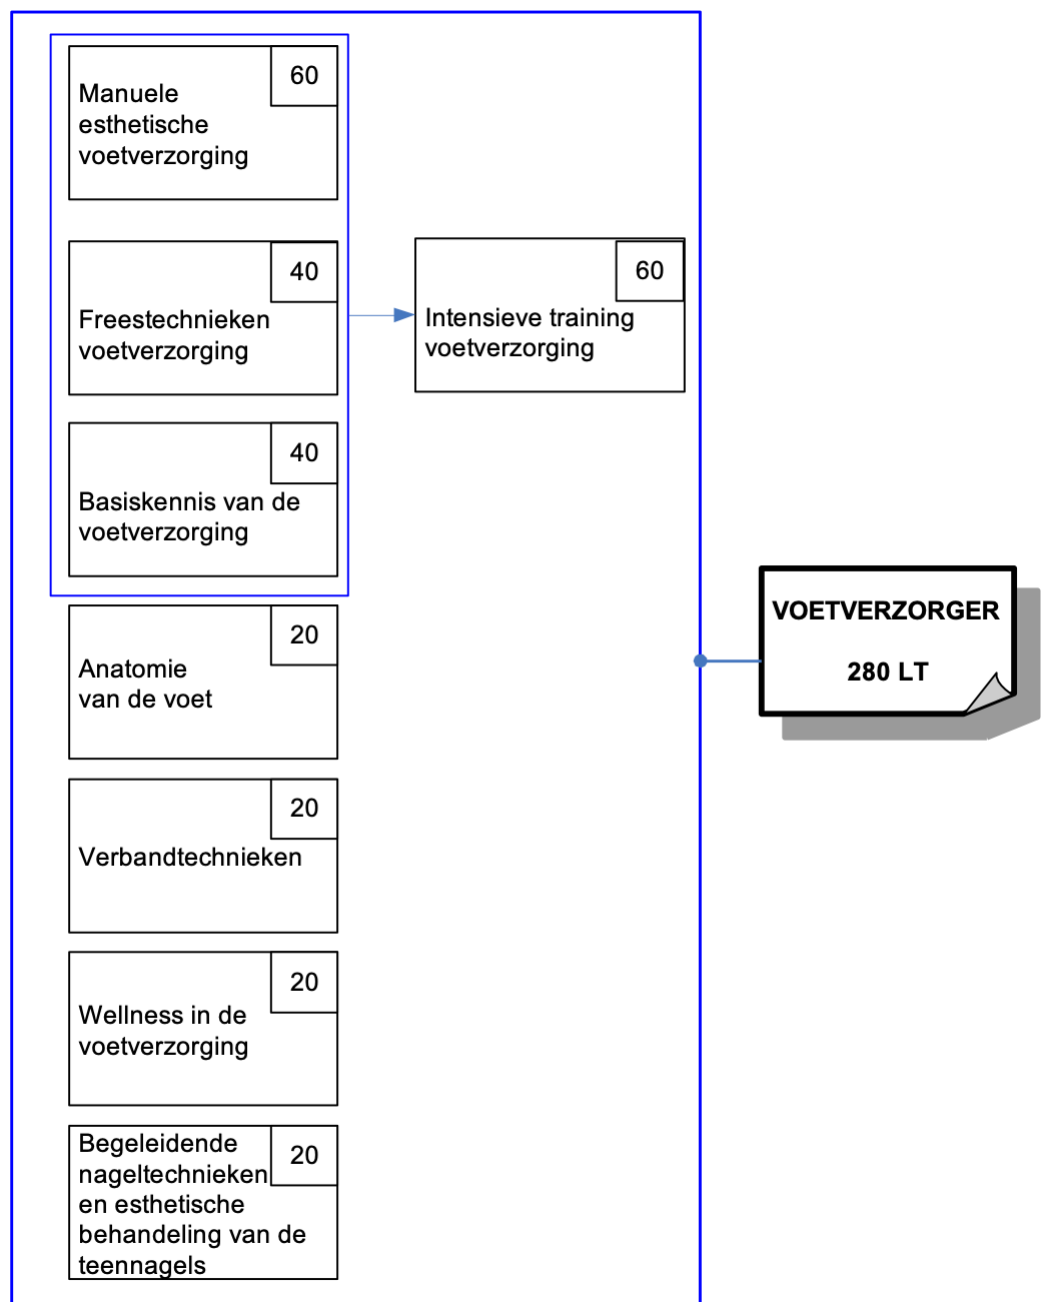 60
Manuele
esthetische
voetverzorging
40
Freestechnieken
voetverzorging
60
Intensieve training
voetverzorging
40
Basiskennis van de
voetverzorging
20
Anatomie
van de voet
VOETVERZORGER
280 LT
20
Verbandtechnieken
20
Wellness in de
voetverzorging
20
Begeleidende
nageltechnieken
en esthetische
behandeling van de
teennagels